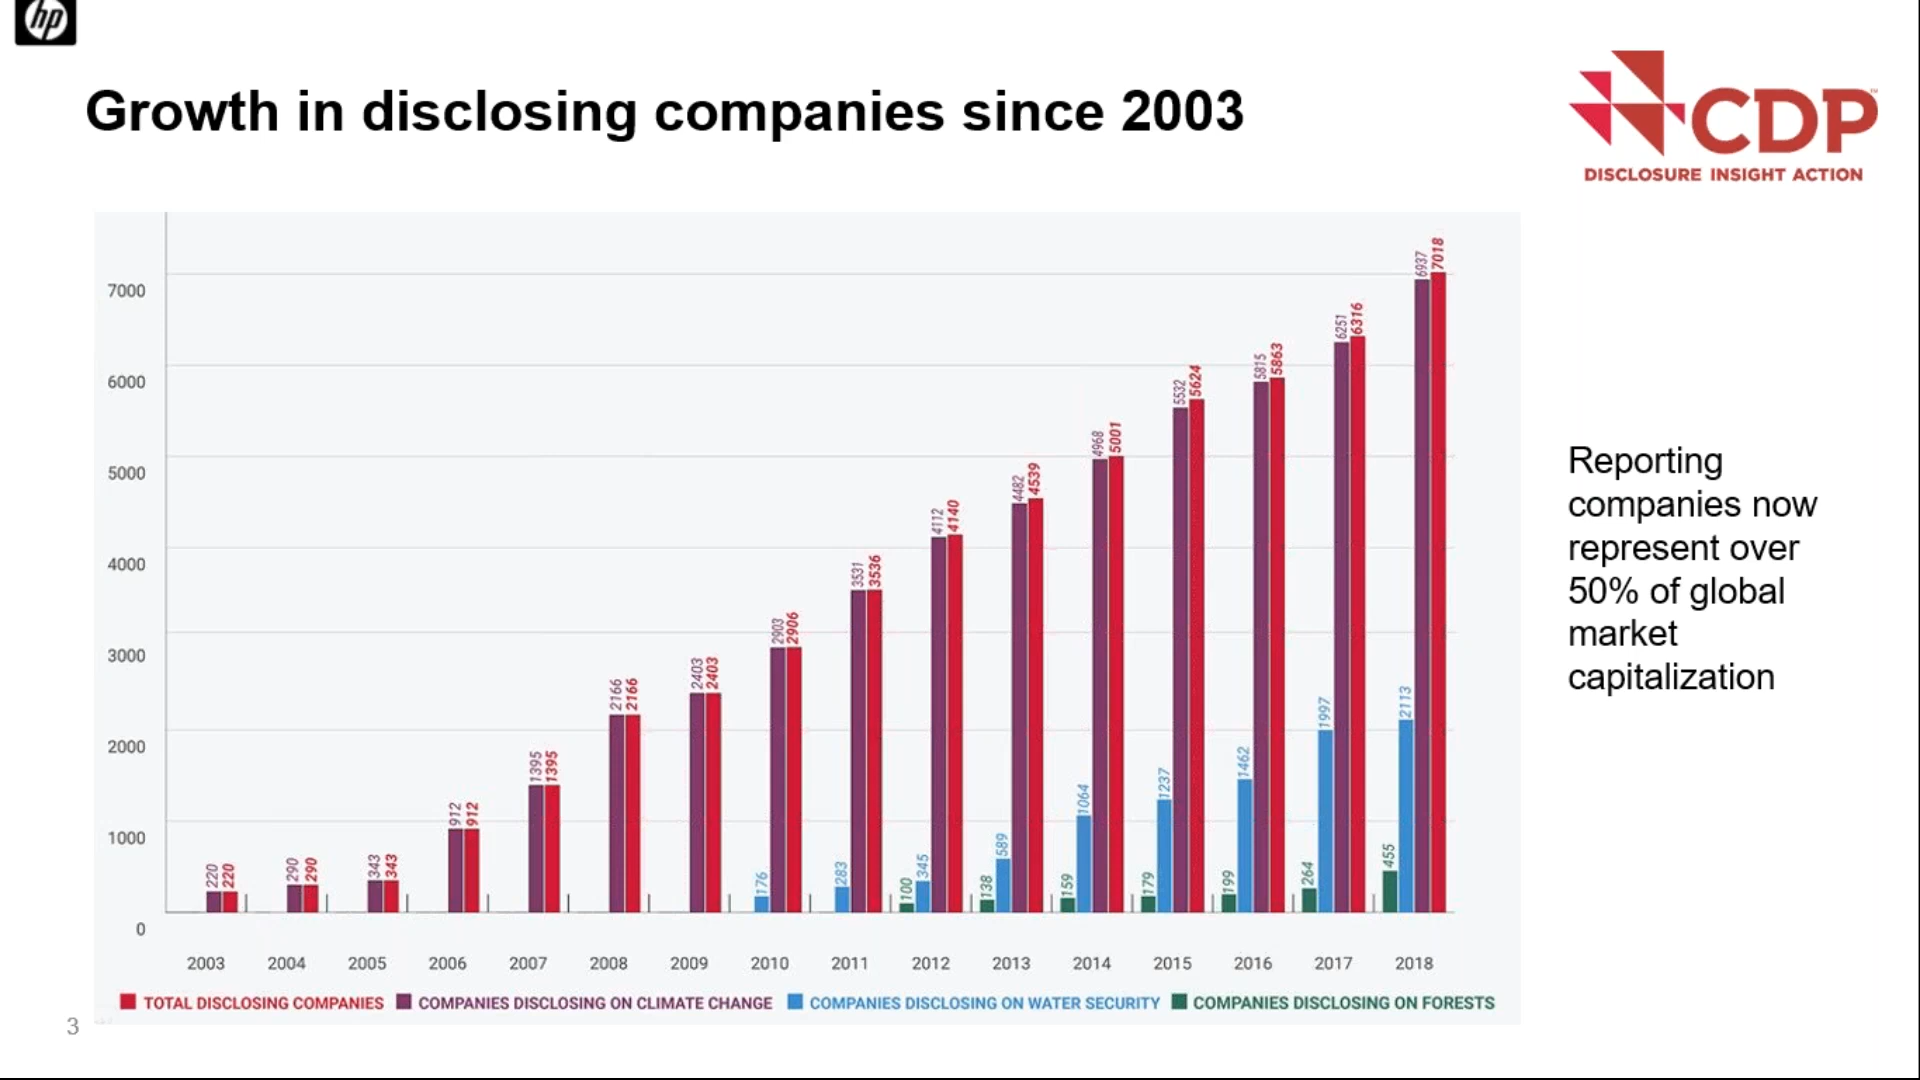 hp
Growth in disclosing companies since 2003
CDP™
DISCLOSURE INSIGHT ACTION
7000
6000
5000
4000
3000
2000
1000
0
220 220
290 290
343 343
912 912
1395 1395
2166 2166
2403 2403
176 2903 2906
283 3531 3536
100 345 4112 4140
138 589 4482 4539
159 1064 4968 5001
179 1237 5532 5624
199 1462 5815 5863
264 1997 6251 6316
455 2113 6937 7018
2003 2004 2005 2006 2007 2008 2009 2010 2011 2012 2013 2014 2015 2016 2017 2018
TOTAL DISCLOSING COMPANIES COMPANIES DISCLOSING ON CLIMATE CHANGE COMPANIES DISCLOSING ON WATER SECURITY COMPANIES DISCLOSING ON FORESTS
Reporting
companies now
represent over
50% of global
market
capitalization
3